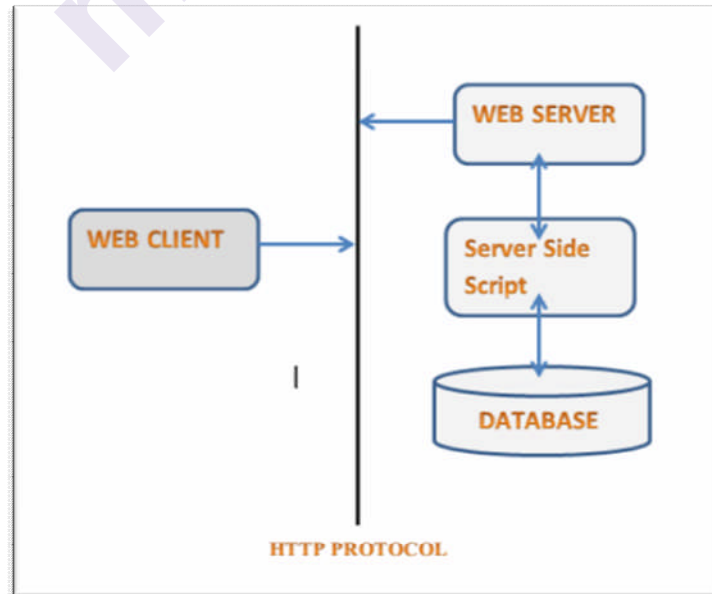 WEB SERVER
WEB CLIENT
Server Side
Script
DATABASE
HTTP PROTOCOL